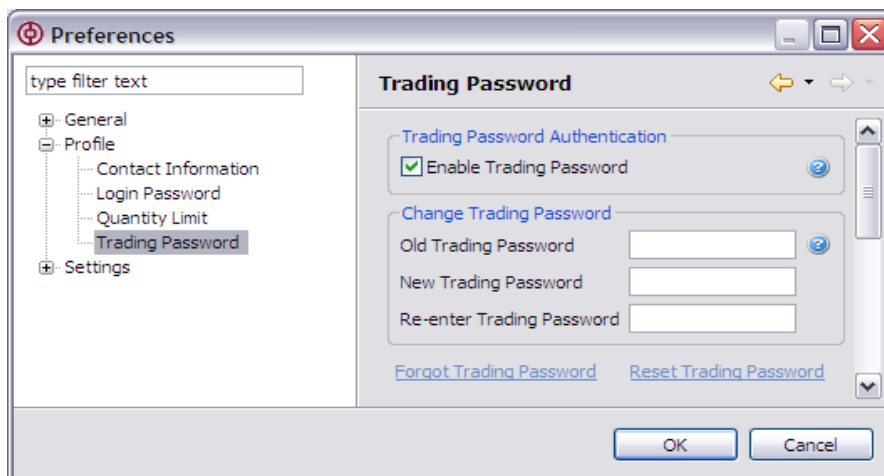 Preferences
type filter text
General
Profile
Contact Information
Login Password
Quantity Limit
Trading Password
Settings
Trading Password
Trading Password Authentication
Enable Trading Password
Change Trading Password
Old Trading Password
New Trading Password
Re-enter Trading Password
Forgot Trading Password
Reset Trading Password
OK
Cancel